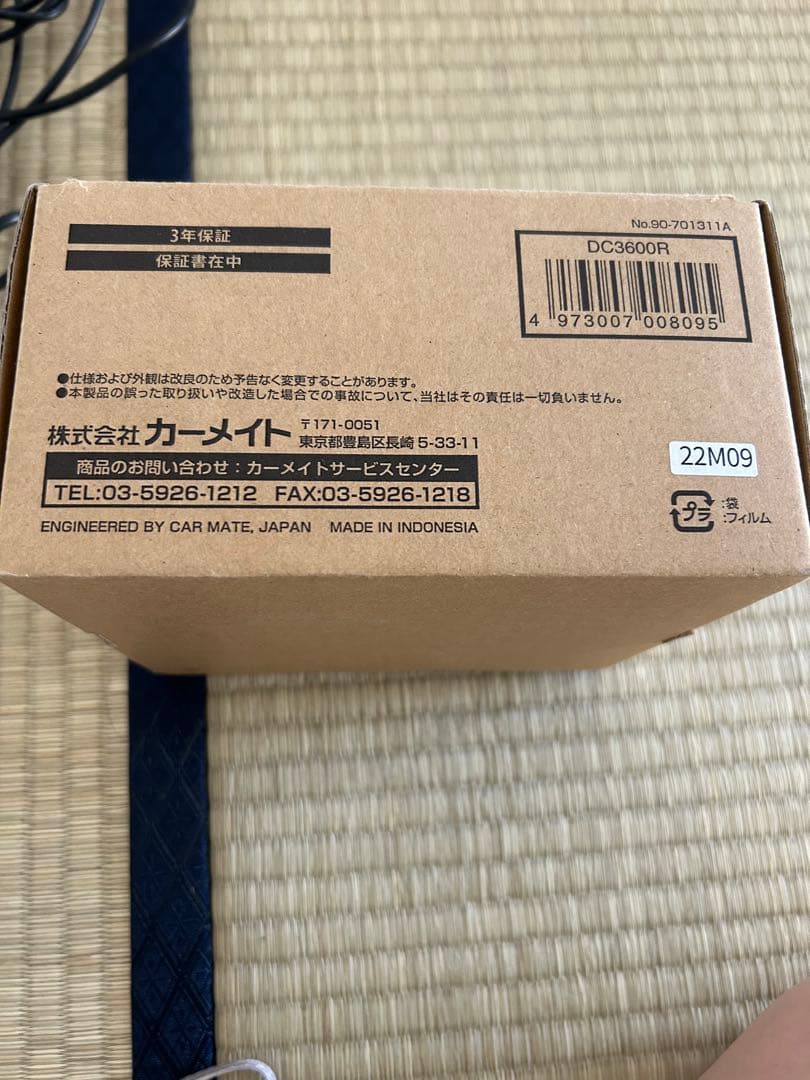 3年保証
保証書在中
No.90-701311A
DC3600R
4 973007 008095
●仕様および外観は改良のため予告なく変更することがあります。
●本製品の誤った取り扱いや改造した場合での事故について、当社はその責任は一切負いません。
株式会社 カーメイト 〒171-0051
東京都豊島区長崎5-33-11
商品のお問い合わせ：カーメイトサービスセンター
TEL:03-5926-1212 FAX:03-5926-1218
ENGINEERED BY CAR MATE, JAPAN MADE IN INDONESIA
22M09
プラ
:袋
:フィルム